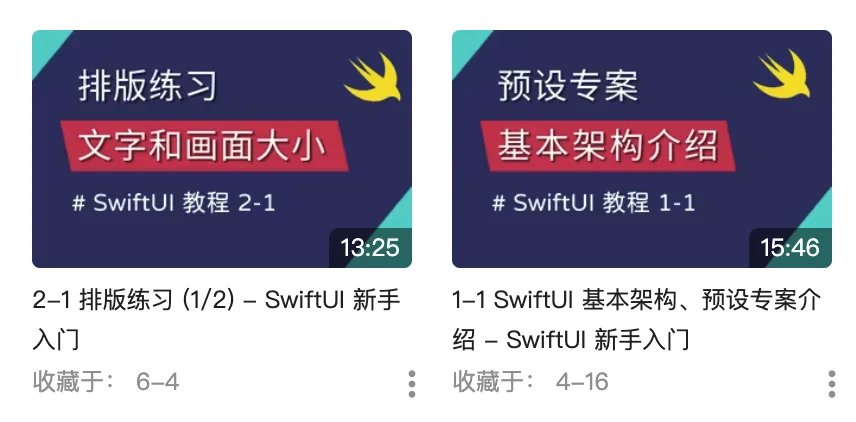 排版练习
文字和画面大小
# SwiftUI 教程 2-1
13:25
2-1 排版练习 (1/2) - SwiftUI 新手
入门
收藏于： 6-4
预设专案
基本架构介绍
# SwiftUI 教程 1-1
15:46
1-1 SwiftUI 基本架构、预设专案介
绍 - SwiftUI 新手入门
收藏于： 4-16